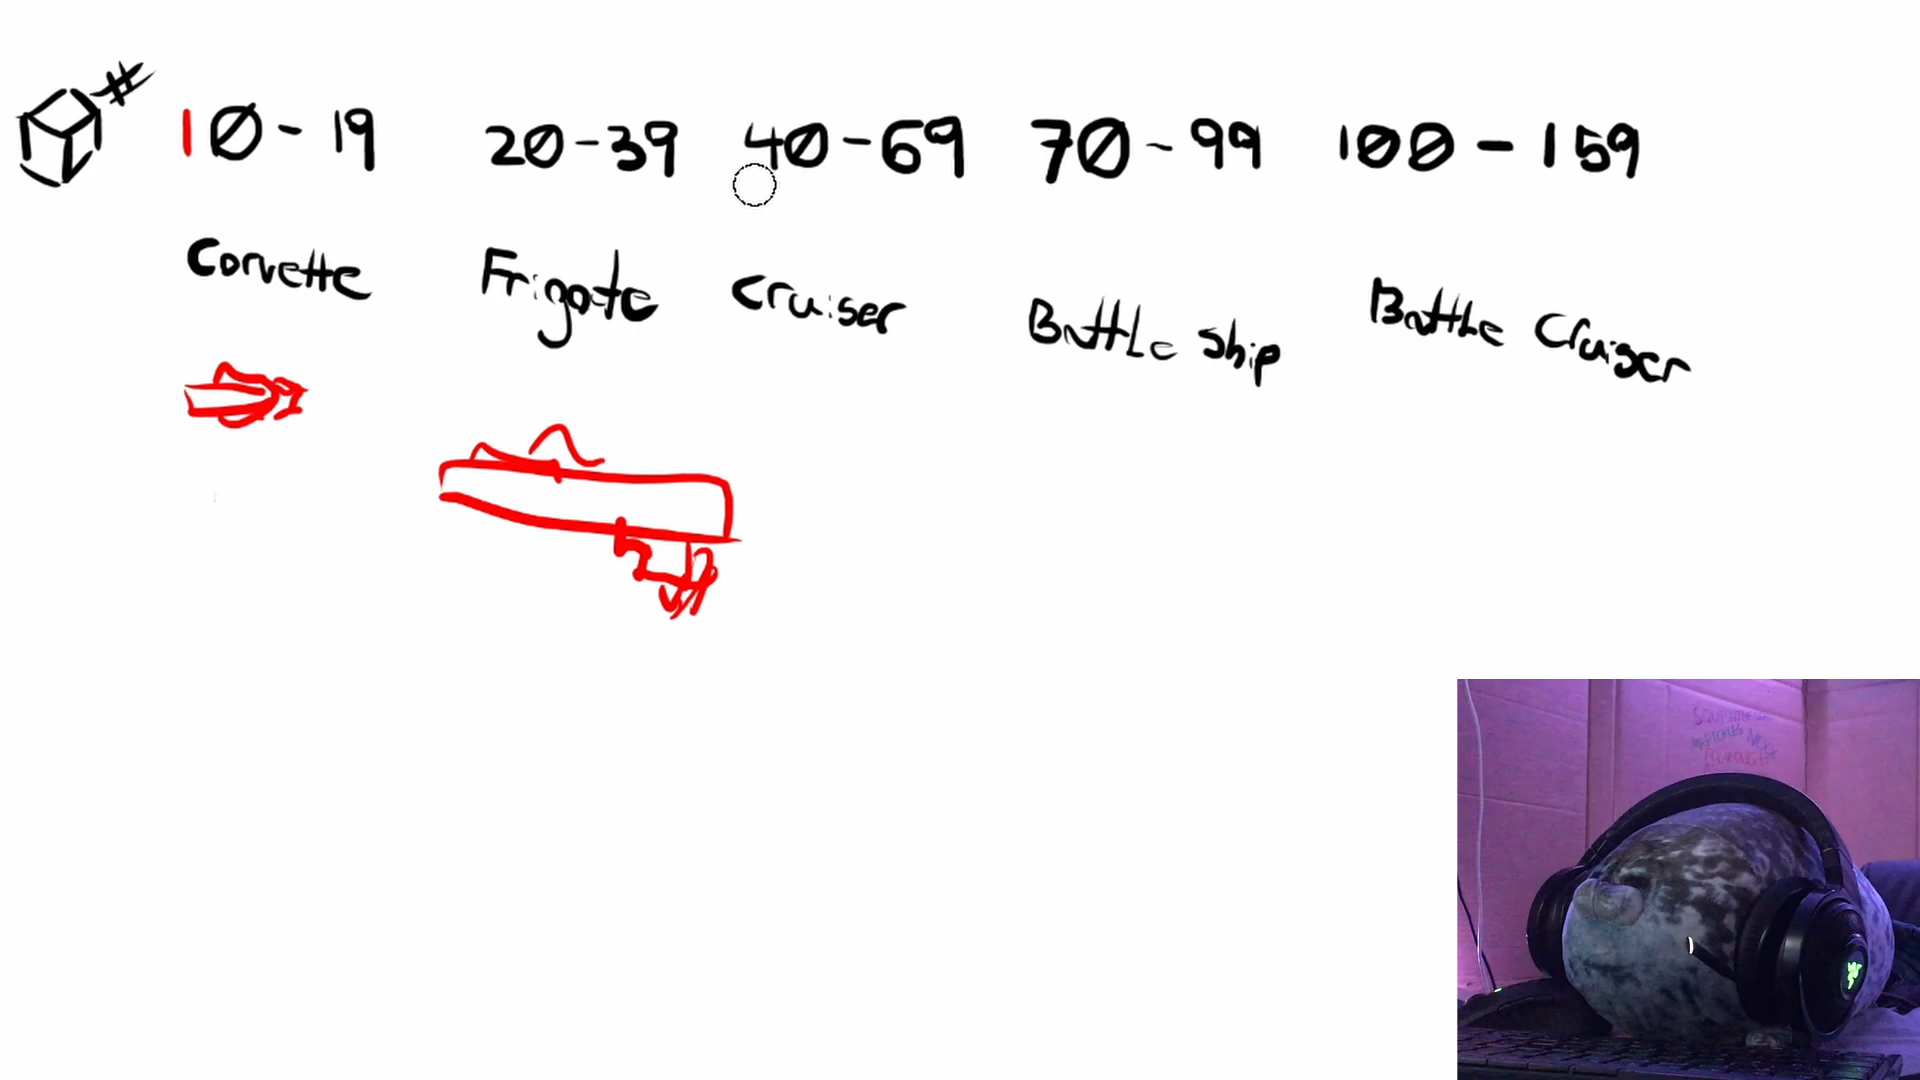 # 10 - 19 20 - 39 40 - 69 70 - 99 100 - 159
Corvette Frigate Cruiser Battle Ship Battle Cruiser